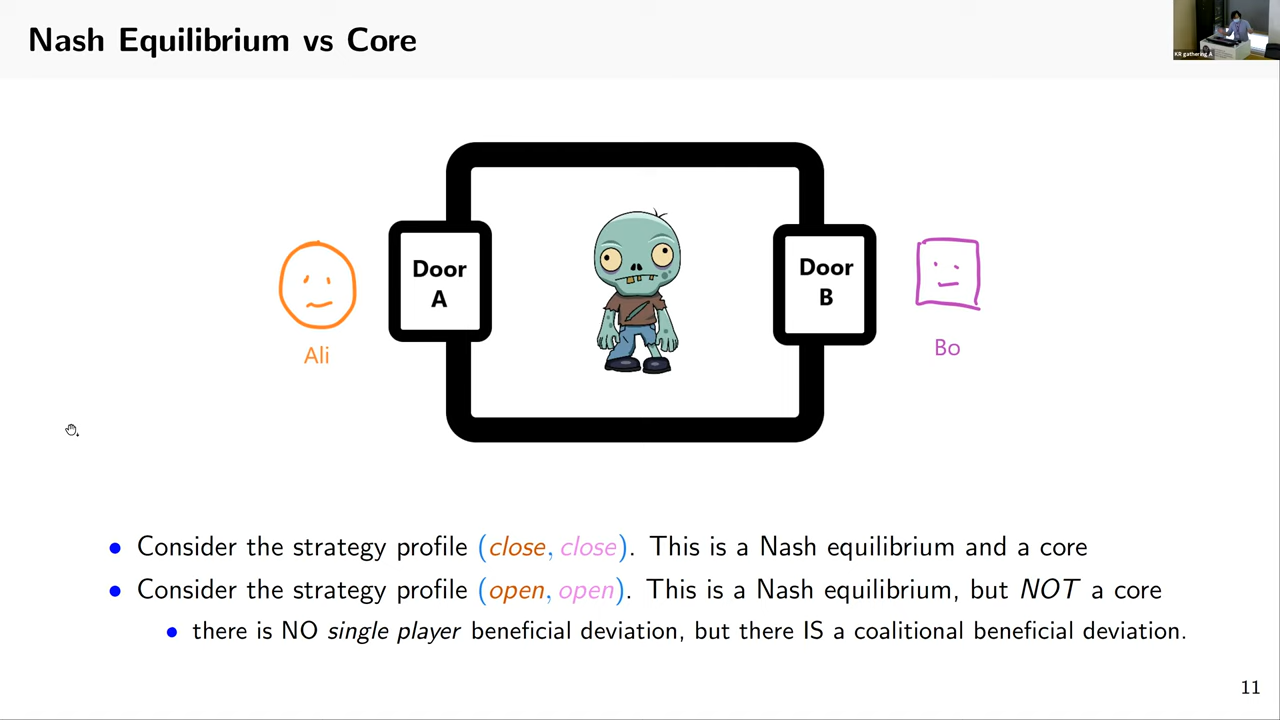 Nash Equilibrium vs Core
KR gathering A
Door
A
Door
B
Ali
Bo
• Consider the strategy profile (close, close). This is a Nash equilibrium and a core
• Consider the strategy profile (open, open). This is a Nash equilibrium, but NOT a core
• there is NO single player beneficial deviation, but there IS a coalitional beneficial deviation.
11